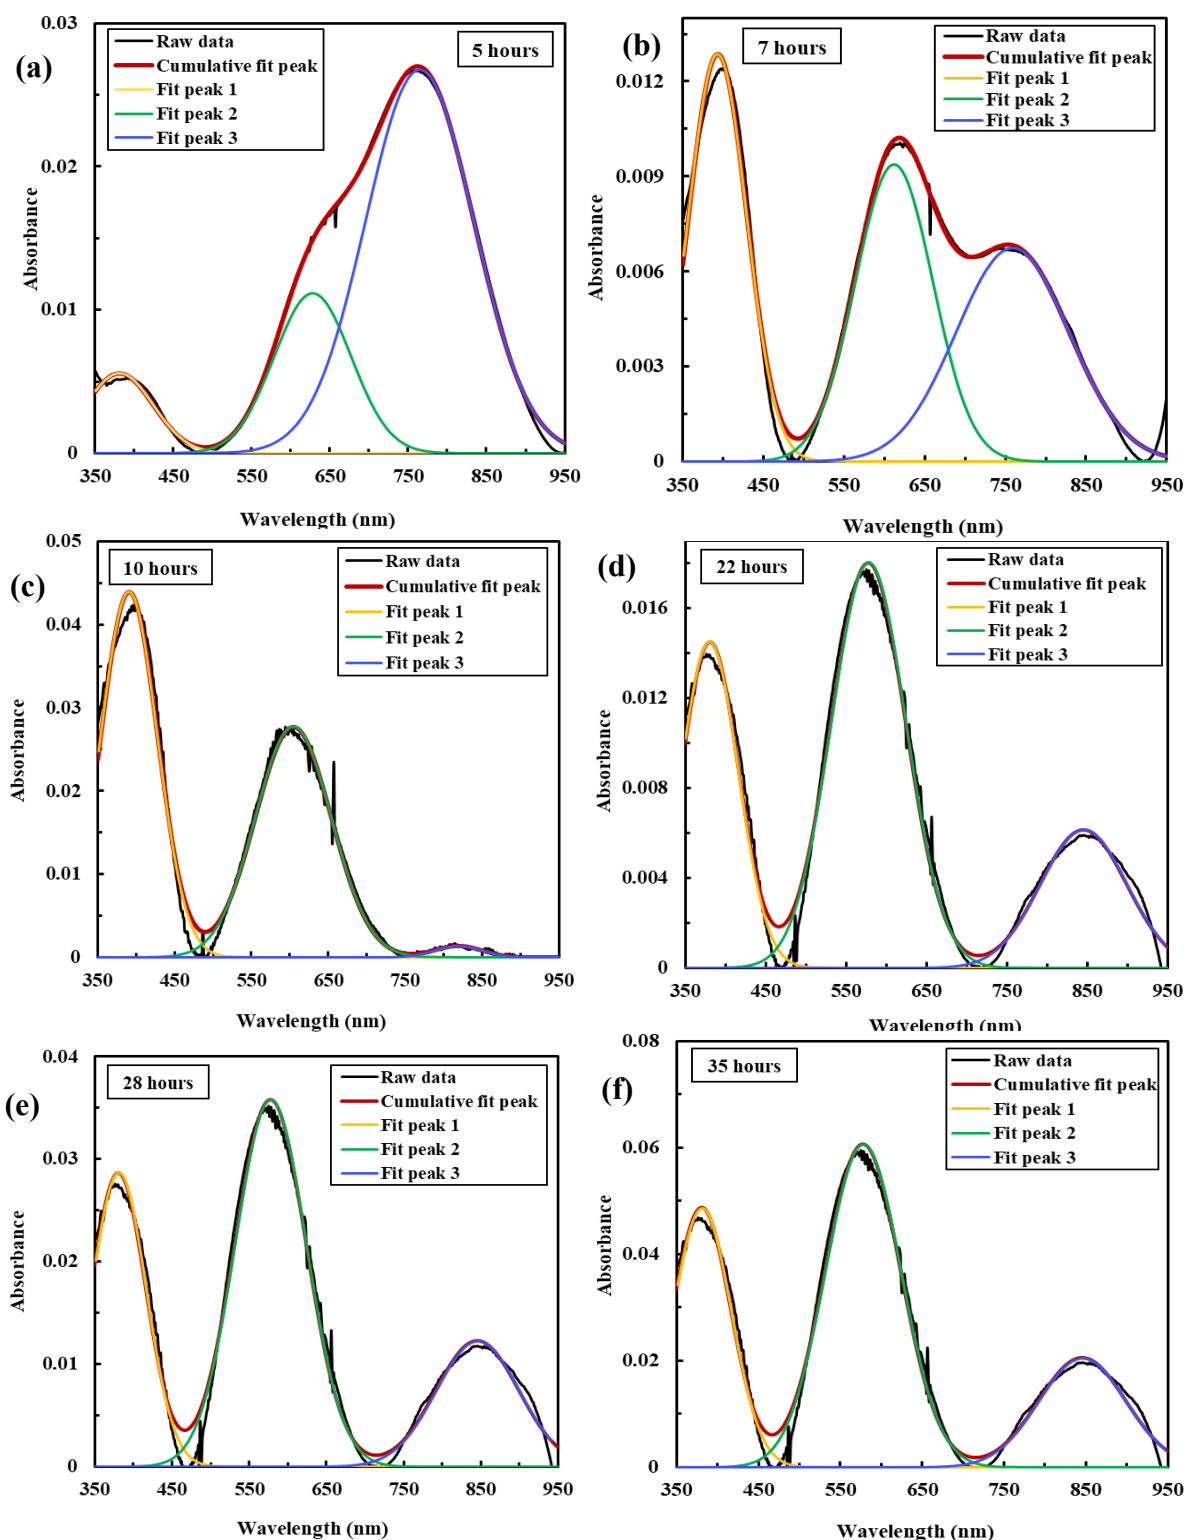 (a)
5 hours
Raw data
Cumulative fit peak
Fit peak 1
Fit peak 2
Fit peak 3
0.03
0.02
0.01
0
350 450 550 650 750 850 950
Absorbance
Wavelength (nm)
(b)
7 hours
Raw data
Cumulative fit peak
Fit peak 1
Fit peak 2
Fit peak 3
0.012
0.009
0.006
0.003
0
350 450 550 650 750 850 950
Absorbance
Wavelength (nm)
(c)
10 hours
Raw data
Cumulative fit peak
Fit peak 1
Fit peak 2
Fit peak 3
0.05
0.04
0.03
0.02
0.01
0
350 450 550 650 750 850 950
Absorbance
Wavelength (nm)
(d)
22 hours
Raw data
Cumulative fit peak
Fit peak 1
Fit peak 2
Fit peak 3
0.016
0.012
0.008
0.004
0
350 450 550 650 750 850 950
Absorbance
Wavelength (nm)
(e)
28 hours
Raw data
Cumulative fit peak
Fit peak 1
Fit peak 2
Fit peak 3
0.04
0.03
0.02
0.01
0
350 450 550 650 750 850 950
Absorbance
Wavelength (nm)
(f)
35 hours
Raw data
Cumulative fit peak
Fit peak 1
Fit peak 2
Fit peak 3
0.08
0.06
0.04
0.02
0
350 450 550 650 750 850 950
Absorbance
Wavelength (nm)